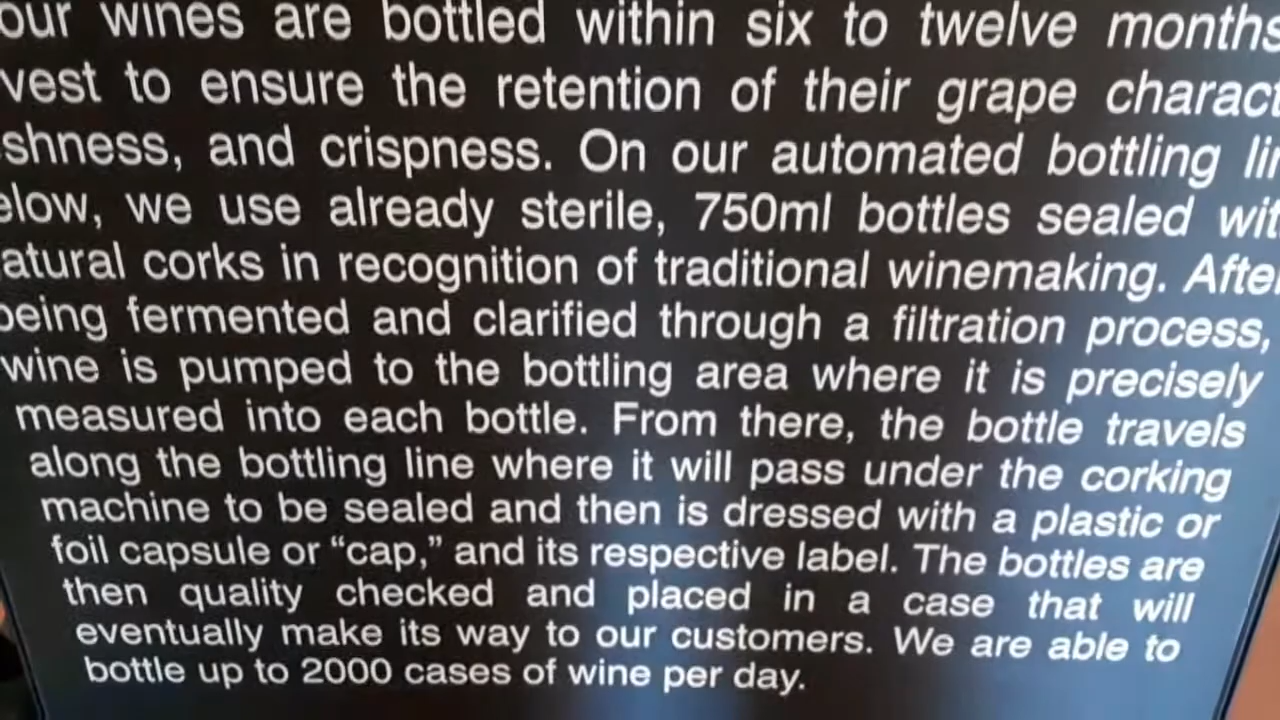 our wines are bottled within six to twelve months
vest to ensure the retention of their grape charact
shness, and crispness. On our automated bottling lin
elow, we use already sterile, 750ml bottles sealed wit
atural corks in recognition of traditional winemaking. After
being fermented and clarified through a filtration process,
wine is pumped to the bottling area where it is precisely
measured into each bottle. From there, the bottle travels
along the bottling line where it will pass under the corking
machine to be sealed and then is dressed with a plastic or
foil capsule or “cap,” and its respective label. The bottles are
then quality checked and placed in a case that will
eventually make its way to our customers. We are able to
bottle up to 2000 cases of wine per day.